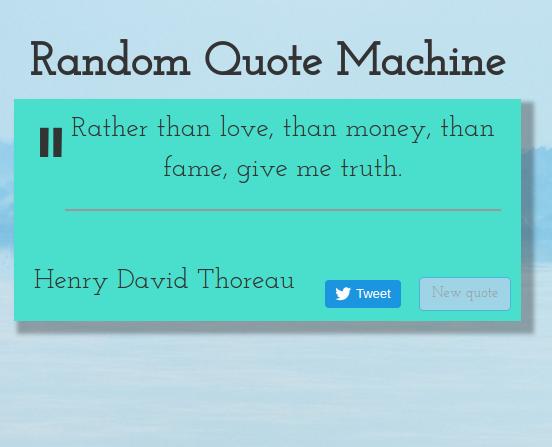 Random Quote Machine
" Rather than love, than money, than
fame, give me truth.
Henry David Thoreau
Tweet
New quote